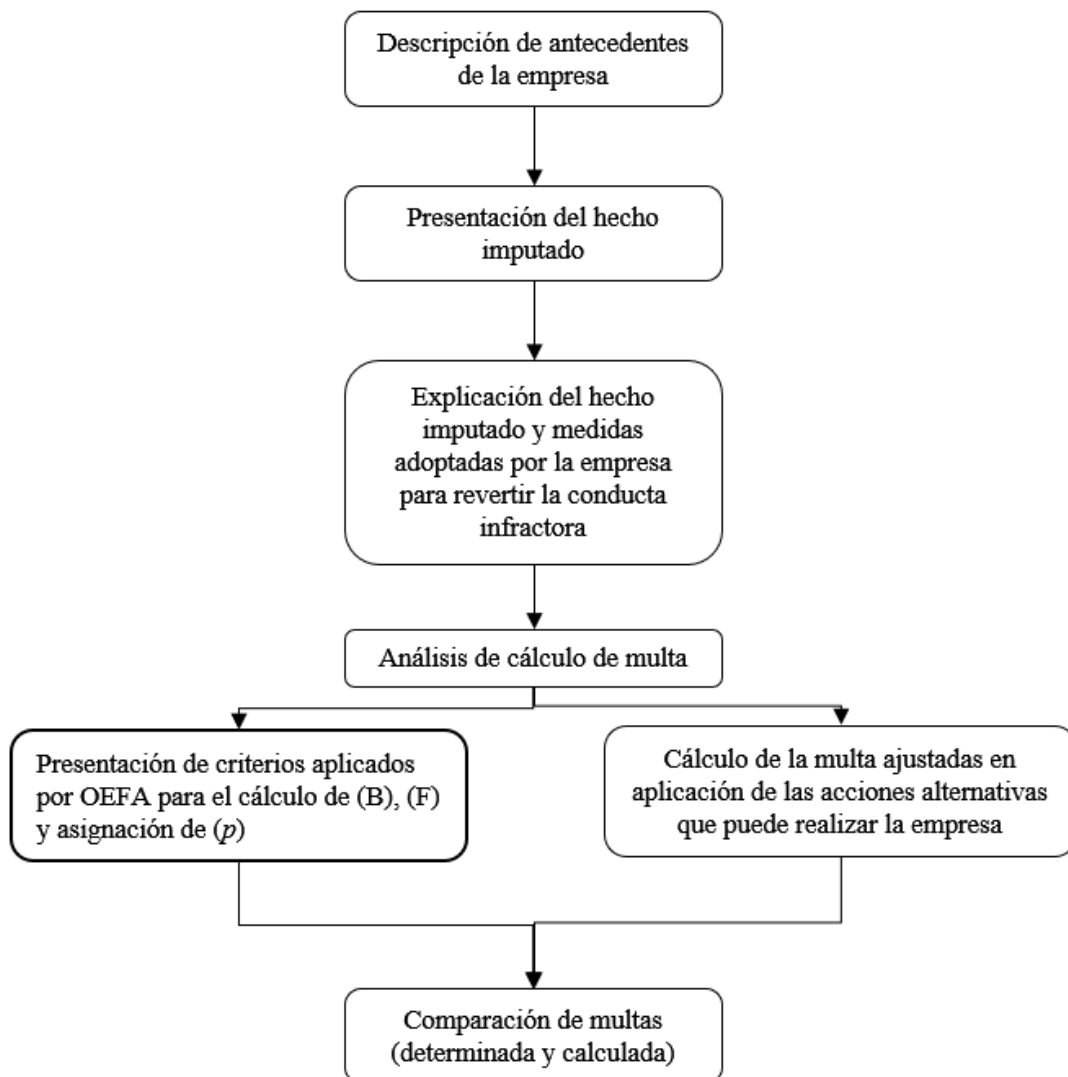 Descripción de antecedentes
de la empresa
Presentación del hecho
imputado
Explicación del hecho
imputado y medidas
adoptadas por la empresa
para revertir la conducta
infractora
Análisis de cálculo de multa
Presentación de criterios aplicados
por OEFA para el cálculo de (B), (F)
y asignación de (p)
Cálculo de la multa ajustadas en
aplicación de las acciones alternativas
que puede realizar la empresa
Comparación de multas
(determinada y calculada)